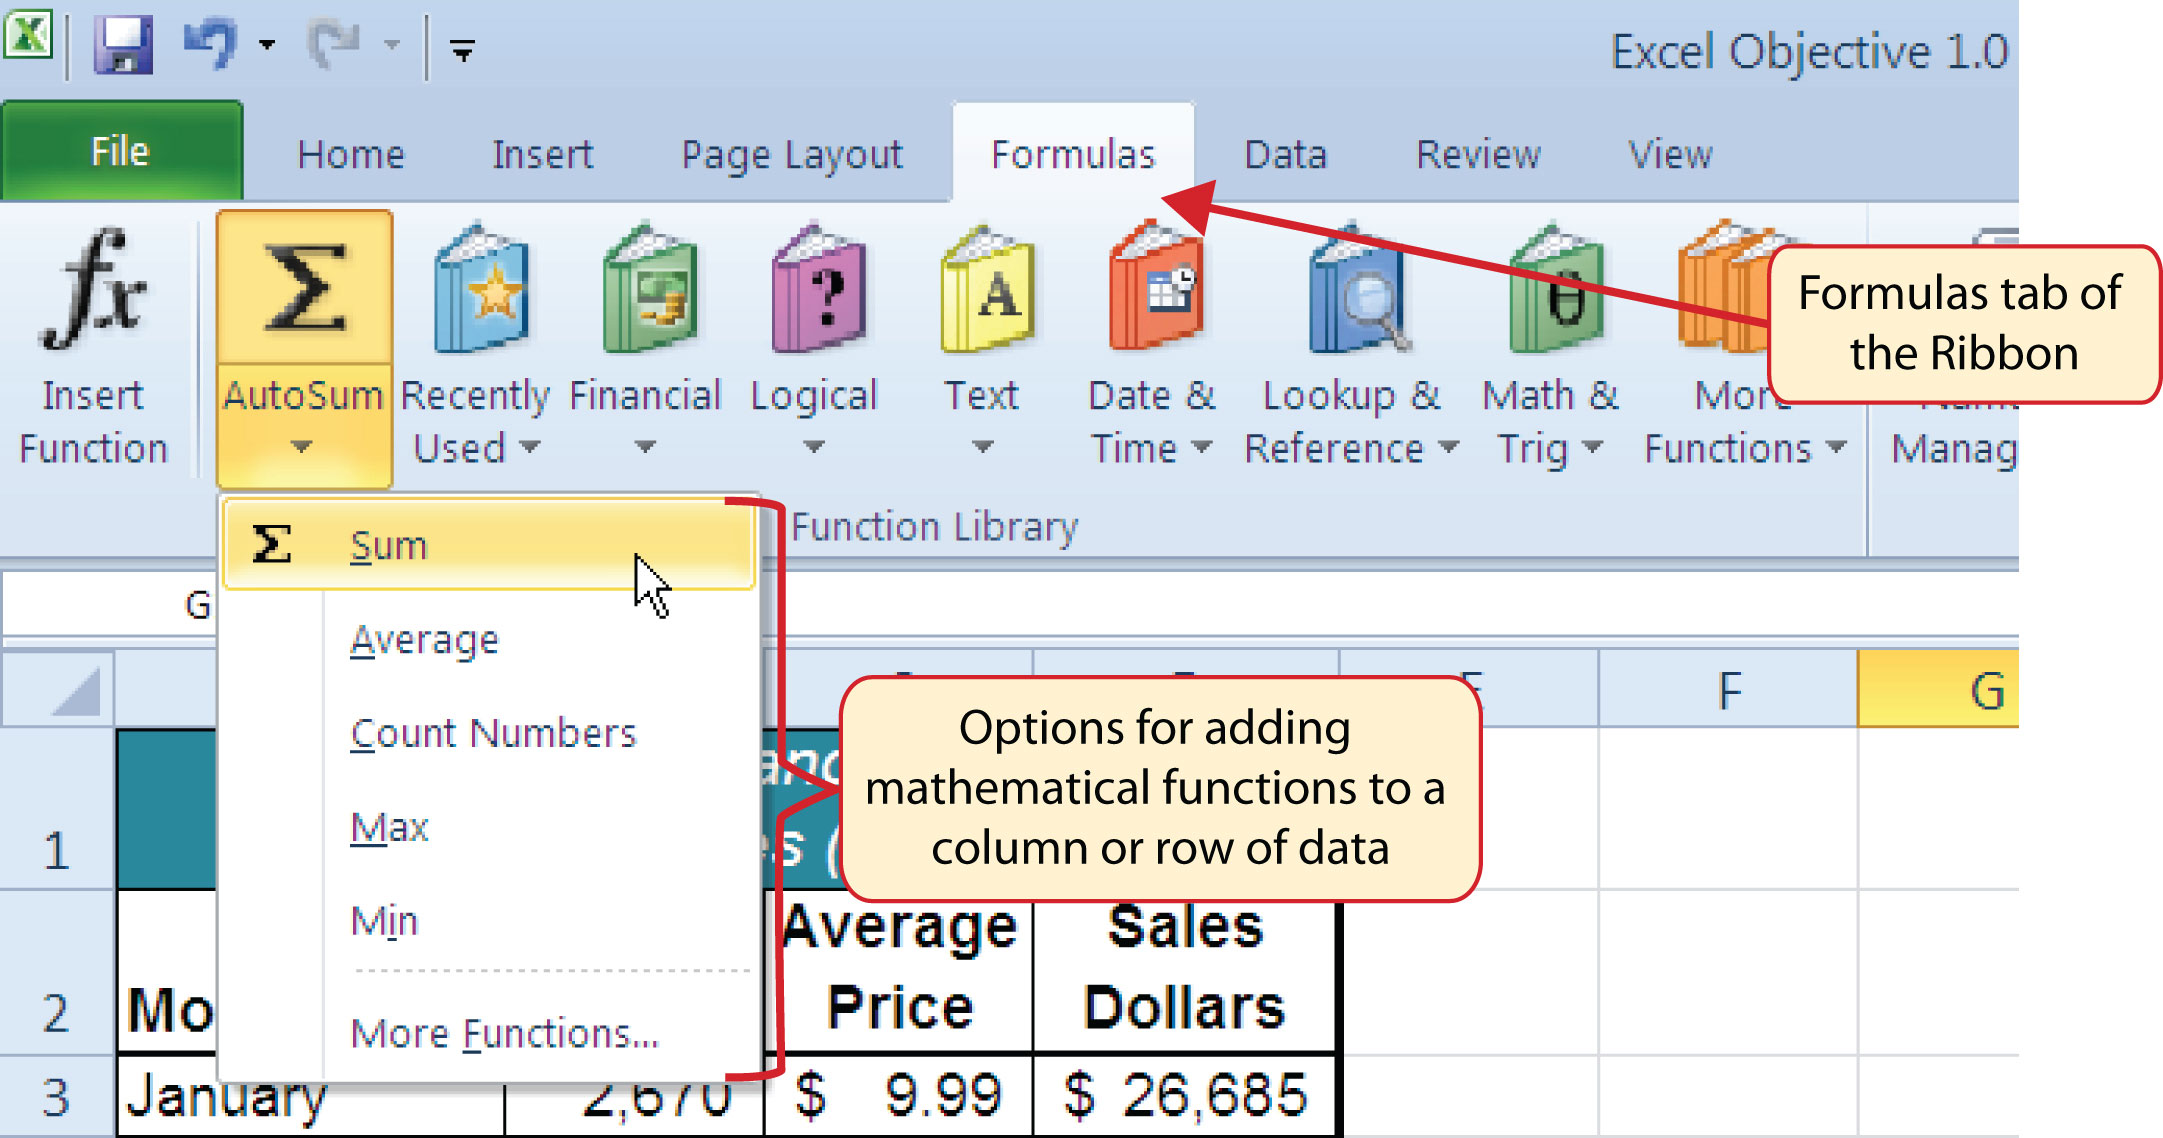 Excel Objective 1.0
File Home Insert Page Layout Formulas Data Review View
Insert Function
AutoSum
Recently Used
Financial
Logical
Text
Date & Time
Lookup & Reference
Math & Trig
More Functions
Manag
Formulas tab of
the Ribbon
Function Library
Σ Sum
Average
Count Numbers
Max
Min
More Functions...
G
F G
Options for adding
mathematical functions to a
column or row of data
1
2 Mo Average Price Sales Dollars
3 January 2,670 $ 9.99 $ 26,685